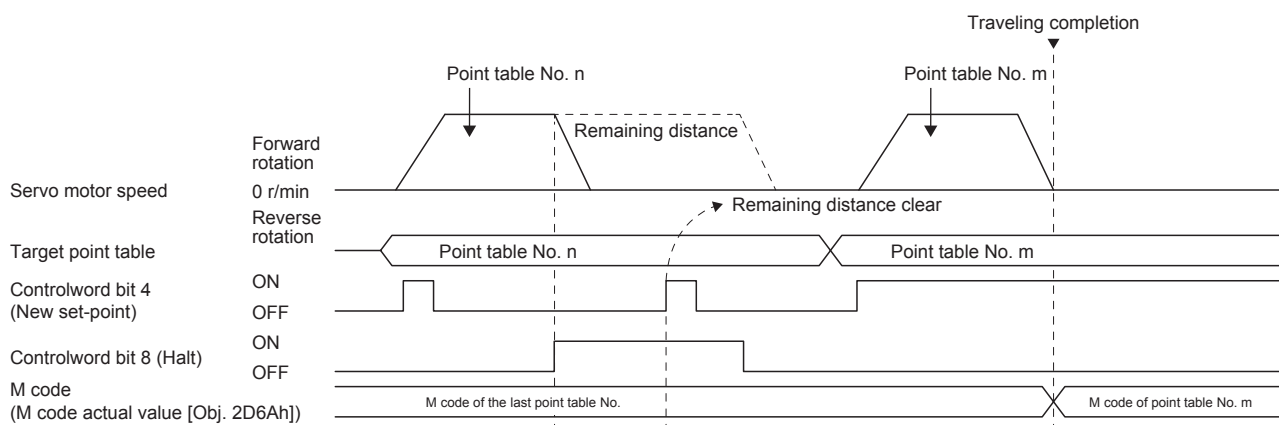 Traveling completion
Point table No. n
Point table No. m
Remaining distance
Forward
rotation
Servo motor speed
0 r/min
Remaining distance clear
Reverse
rotation
Target point table
Point table No. n
Point table No. m
Controlword bit 4
(New set-point)
ON
OFF
Controlword bit 8 (Halt)
ON
OFF
M code
(M code actual value [Obj. 2D6Ah])
M code of the last point table No.
M code of point table No. m